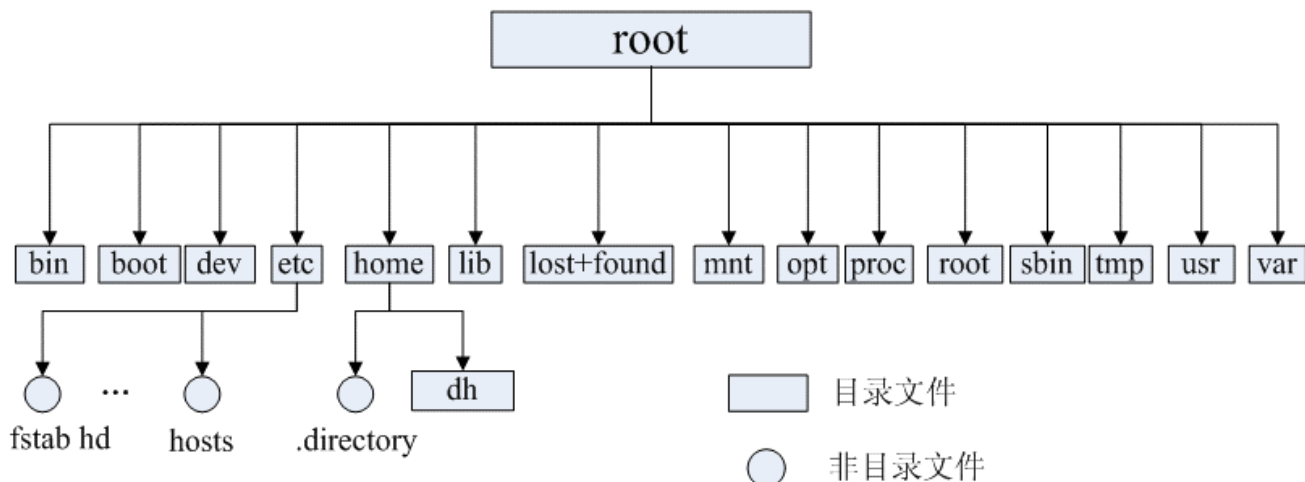 root
bin boot dev etc home lib lost+found mnt opt proc root sbin tmp usr var
... dh 目录文件
fstab hd hosts .directory 非目录文件